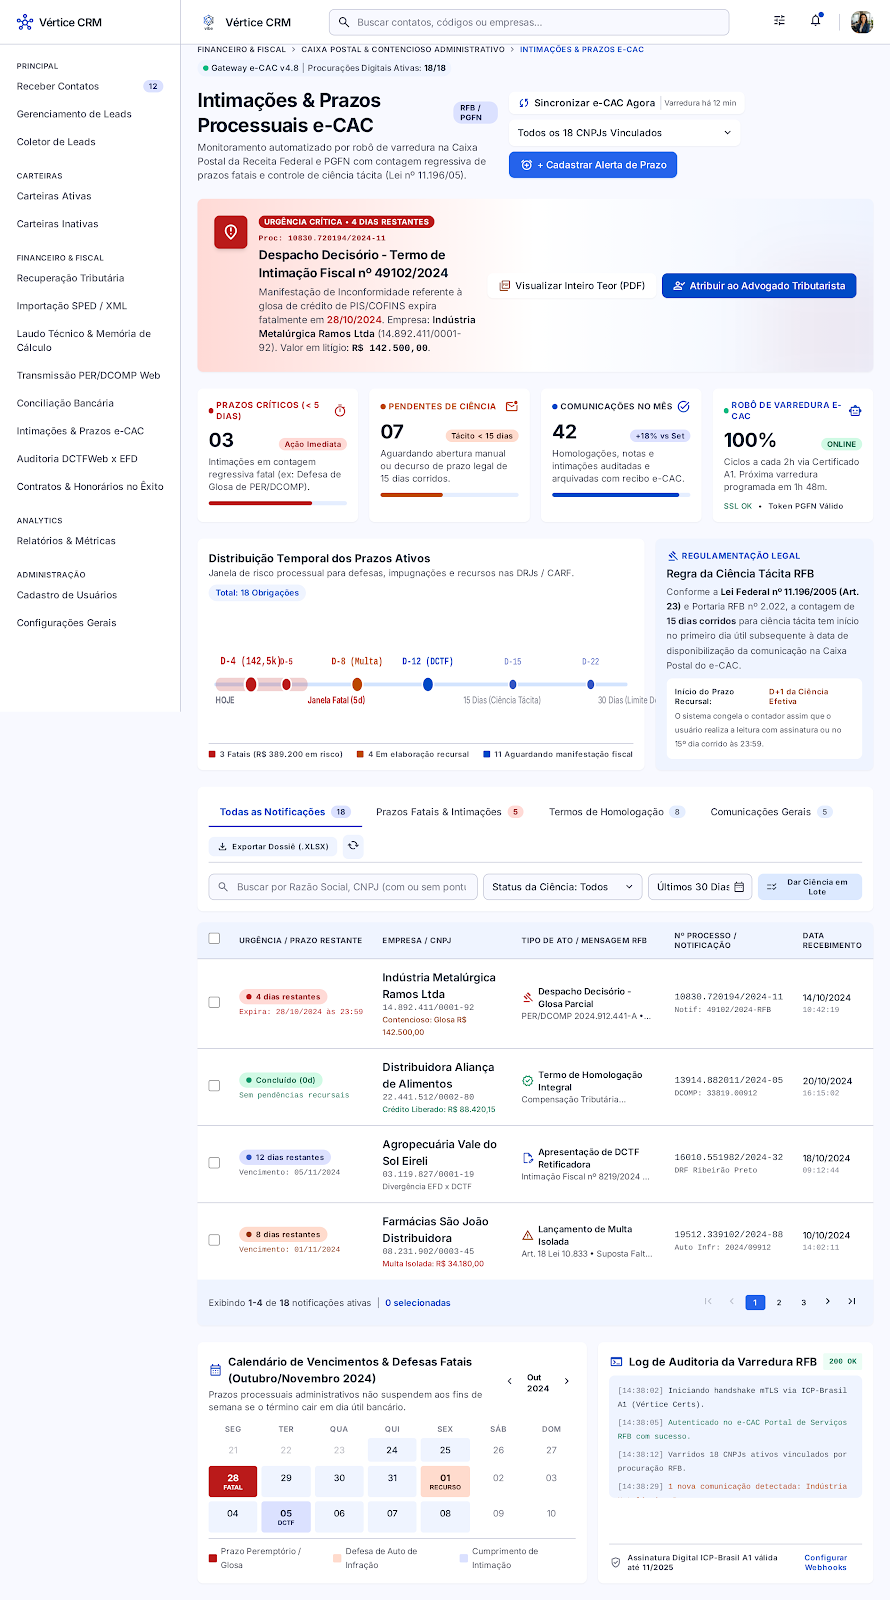 Vértice CRM
Vértice CRM
Buscar contatos, códigos ou empresas...
PRINCIPAL
Receber Contatos 12
Gerenciamento de Leads
Coletor de Leads
CARTEIRAS
Carteiras Ativas
Carteiras Inativas
FINANCEIRO & FISCAL
Recuperação Tributária
Importação SPED / XML
Laudo Técnico & Memória de
Cálculo
Transmissão PER/DCOMP Web
Conciliação Bancária
Intimações & Prazos e-CAC
Auditoria DCTFWeb x EFD
Contratos & Honorários no Êxito
ANALYTICS
Relatórios & Métricas
ADMINISTRAÇÃO
Cadastro de Usuários
Configurações Gerais
FINANCEIRO & FISCAL > CAIXA POSTAL & CONTENCIOSO ADMINISTRATIVO > INTIMAÇÕES & PRAZOS E-CAC
Gateway e-CAC v4.8 | Procurações Digitais Ativas: 18/18
Intimações & Prazos
Processuais e-CAC
RFB /
PGFN
Monitoramento automatizado por robô de varredura na Caixa
Postal da Receita Federal e PGFN com contagem regressiva de
prazos fatais e controle de ciência tácita (Lei nº 11.196/05).
Sincronizar e-CAC Agora | Varredura há 12 min
Todos os 18 CNPJs Vinculados
+ Cadastrar Alerta de Prazo
URGÊNCIA CRÍTICA • 4 DIAS RESTANTES
Proc: 10830.720194/2024-11
Despacho Decisório - Termo de
Intimação Fiscal nº 49102/2024
Manifestação de Inconformidade referente à
glosa de crédito de PIS/COFINS expira
fatalmente em 28/10/2024. Empresa: Indústria
Metalúrgica Ramos Ltda (14.892.411/0001-
92). Valor em litígio: R$ 142.500,00.
Visualizar Inteiro Teor (PDF)
Atribuir ao Advogado Tributarista
PRAZOS CRÍTICOS (< 5
DIAS)
03
Ação Imediata
Intimações em contagem
regressiva fatal (ex: Defesa de
Glosa de PER/DCOMP).
PENDENTES DE CIÊNCIA
07
Tácito < 15 dias
Aguardando abertura manual
ou decurso de prazo legal de
15 dias corridos.
COMUNICAÇÕES NO MÊS
42
+18% vs Set
Homologações, notas e
intimações auditadas e
arquivadas com recibo e-CAC.
ROBÔ DE VARREDURA E-
CAC
100%
ONLINE
Ciclos a cada 2h via Certificado
A1. Próxima varredura
programada em 1h 48m.
SSL OK • Token PGFN Válido
Distribuição Temporal dos Prazos Ativos
Janela de risco processual para defesas, impugnações e recursos nas DRJs / CARF.
Total: 18 Obrigações
D-4 (142,5k) D-5 D-8 (Multa) D-12 (DCTF) D-15 D-22
HOJE Janela Fatal (5d) 15 Dias (Ciência Tácita) 30 Dias (Limite De
3 Fatais (R$ 389.200 em risco) 4 Em elaboração recursal 11 Aguardando manifestação fiscal
REGULAMENTAÇÃO LEGAL
Regra da Ciência Tácita RFB
Conforme a Lei Federal nº 11.196/2005 (Art.
23) e Portaria RFB nº 2.022, a contagem de
15 dias corridos para ciência tácita tem início
no primeiro dia útil subsequente à data de
disponibilização da comunicação na Caixa
Postal do e-CAC.
Início do Prazo
Recursal:
D+1 da Ciência
Efetiva
O sistema congela o contador assim que o
usuário realiza a leitura com assinatura ou no
15º dia corrido às 23:59.
Todas as Notificações 18 Prazos Fatais & Intimações 5 Termos de Homologação 8 Comunicações Gerais 5
Exportar Dossiê (.XLSX)
Buscar por Razão Social, CNPJ (com ou sem pontu
Status da Ciência: Todos
Últimos 30 Dias
Dar Ciência em
Lote
URGÊNCIA / PRAZO RESTANTE
EMPRESA / CNPJ
TIPO DE ATO / MENSAGEM RFB
Nº PROCESSO /
NOTIFICAÇÃO
DATA
RECEBIMENTO
4 dias restantes
Expira: 28/10/2024 às 23:59
Indústria Metalúrgica
Ramos Ltda
14.892.411/0001-92
Contencioso: Glosa R$
142.500,00
Despacho Decisório -
Glosa Parcial
PER/DCOMP 2024.912.441-A •...
10830.720194/2024-11
Notif: 49102/2024-RFB
14/10/2024
10:42:19
Concluído (0d)
Sem pendências recursais
Distribuidora Aliança
de Alimentos
22.441.512/0002-80
Crédito Liberado: R$ 88.420,15
Termo de Homologação
Integral
Compensação Tributária...
13914.882011/2024-05
DCOMP: 33819.00912
20/10/2024
16:15:02
12 dias restantes
Vencimento: 05/11/2024
Agropecuária Vale do
Sol Eireli
03.119.827/0001-19
Divergência EFD x DCTF
Apresentação de DCTF
Retificadora
Intimação Fiscal nº 8219/2024 ...
16010.551982/2024-32
DRF Ribeirão Preto
18/10/2024
09:12:44
8 dias restantes
Vencimento: 01/11/2024
Farmácias São João
Distribuidora
08.231.902/0003-45
Multa Isolada: R$ 34.180,00
Lançamento de Multa
Isolada
Art. 18 Lei 10.833 • Suposta Falt...
19512.339102/2024-88
Auto Infr: 2024/09912
10/10/2024
14:02:11
Exibindo 1-4 de 18 notificações ativas | 0 selecionadas
1 2 3
Calendário de Vencimentos & Defesas Fatais
(Outubro/Novembro 2024)
Prazos processuais administrativos não suspendem aos fins de
semana se o término cair em dia útil bancário.
Out
2024
SEG TER QUA QUI SEX SÁB DOM
21 22 23 24 25 26 27
28 29 30 31 01 02 03
FATAL RECURSO
04 05 06 07 08 09 10
DCTF
Prazo Peremptório /
Glosa
Defesa de Auto de
Infração
Cumprimento de
Intimação
Log de Auditoria da Varredura RFB 200 OK
[14:38:02] Iniciando handshake mTLS via ICP-Brasil
A1 (Vértice Certs).
[14:38:05] Autenticado no e-CAC Portal de Serviços
RFB com sucesso.
[14:38:12] Varridos 18 CNPJs ativos vinculados por
procuração RFB.
[14:38:29] 1 nova comunicação detectada: Indústria
Assinatura Digital ICP-Brasil A1 válida
até 11/2025
Configurar
Webhooks